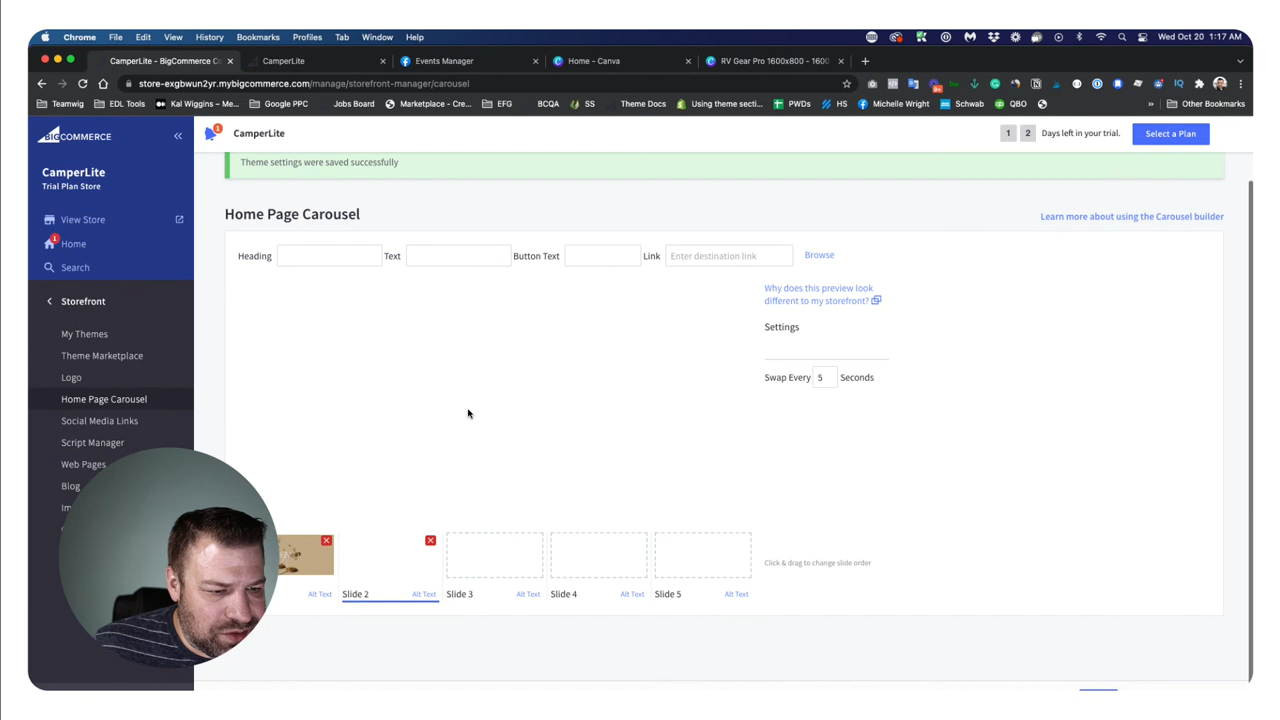 Chrome File Edit View History Bookmarks Profiles Tab Window Help Wed Oct 20 1:17 AM
CamperLite - BigCommerce Co CamperLite Events Manager Home - Canva RV Gear Pro 1600x800 - 1600
store-exgbwun2yr.mybigcommerce.com/manage/storefront-manager/carousel
Teamwig EDL Tools Kal Wiggins – Me... Google PPC Jobs Board Marketplace - Cre... EFG BCQA SS Theme Docs Using theme secti... PWDs HS Michelle Wright Schwab QBO » Other Bookmarks
BIGCOMMERCE
1 CamperLite 1 2 Days left in your trial. Select a Plan
Theme settings were saved successfully
CamperLite
Trial Plan Store
View Store
1 Home
Search
Storefront
My Themes
Theme Marketplace
Logo
Home Page Carousel
Social Media Links
Script Manager
Web Pages
Blog
Im
Home Page Carousel Learn more about using the Carousel builder
Heading Text Button Text Link Enter destination link Browse
Why does this preview look
different to my storefront?
Settings
Swap Every 5 Seconds
Click & drag to change slide order
Alt Text Slide 2 Alt Text Slide 3 Alt Text Slide 4 Alt Text Slide 5 Alt Text